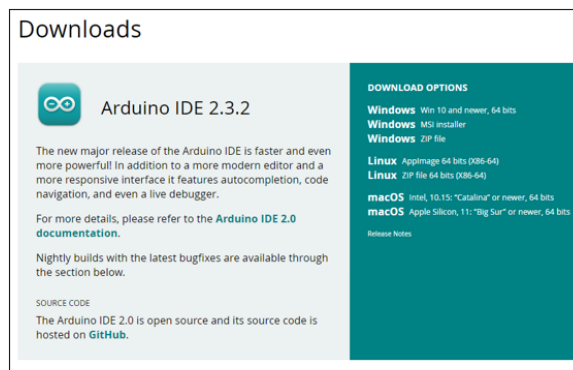 Downloads
Arduino IDE 2.3.2
The new major release of the Arduino IDE is faster and even
more powerful! In addition to a more modern editor and a
more responsive interface it features autocompletion, code
navigation, and even a live debugger.
For more details, please refer to the Arduino IDE 2.0
documentation.
Nightly builds with the latest bugfixes are available through
the section below.
SOURCE CODE
The Arduino IDE 2.0 is open source and its source code is
hosted on GitHub.
DOWNLOAD OPTIONS
Windows Win 10 and newer, 64 bits
Windows MSI installer
Windows ZIP file
Linux AppImage 64 bits (X86-64)
Linux ZIP file 64 bits (X86-64)
macOS Intel, 10.15: “Catalina” or newer, 64 bits
macOS Apple Silicon, 11: “Big Sur” or newer, 64 bits
Release Notes